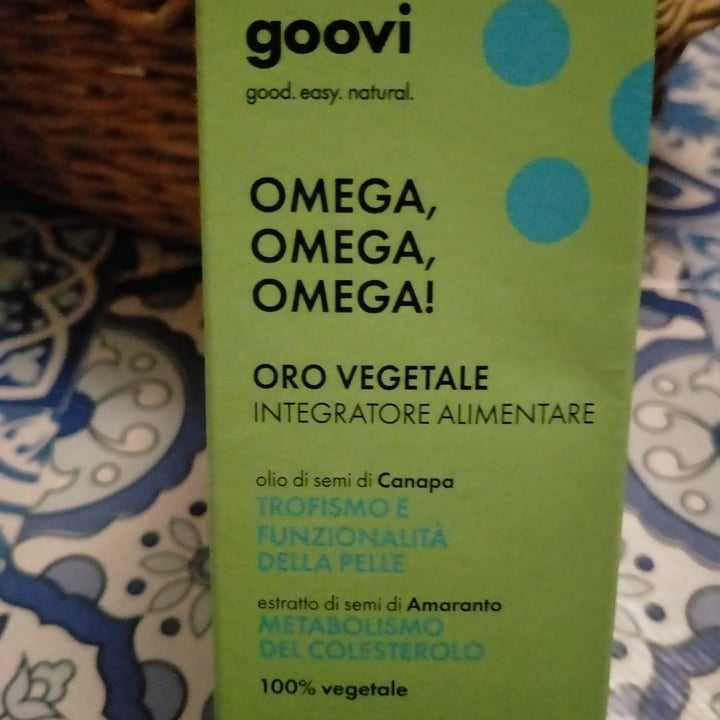 goovi
good. easy. natural.
OMEGA,
OMEGA,
OMEGA!
ORO VEGETALE
INTEGRATORE ALIMENTARE
olio di semi di Canapa
TROFISMO E
FUNZIONALITÀ
DELLA PELLE
estratto di semi di Amaranto
METABOLISMO
DEL COLESTEROLO
100% vegetale